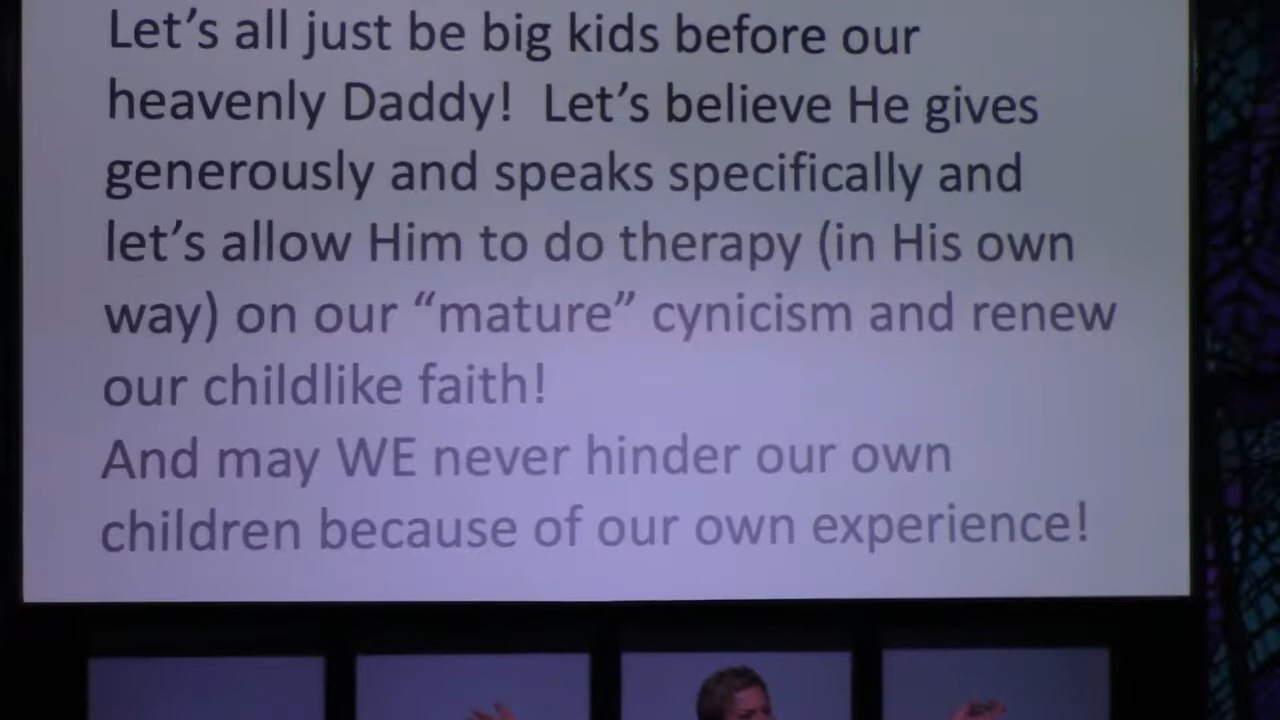 Let’s all just be big kids before our
heavenly Daddy!  Let’s believe He gives
generously and speaks specifically and
let’s allow Him to do therapy (in His own
way) on our “mature” cynicism and renew
our childlike faith!
And may WE never hinder our own
children because of our own experience!